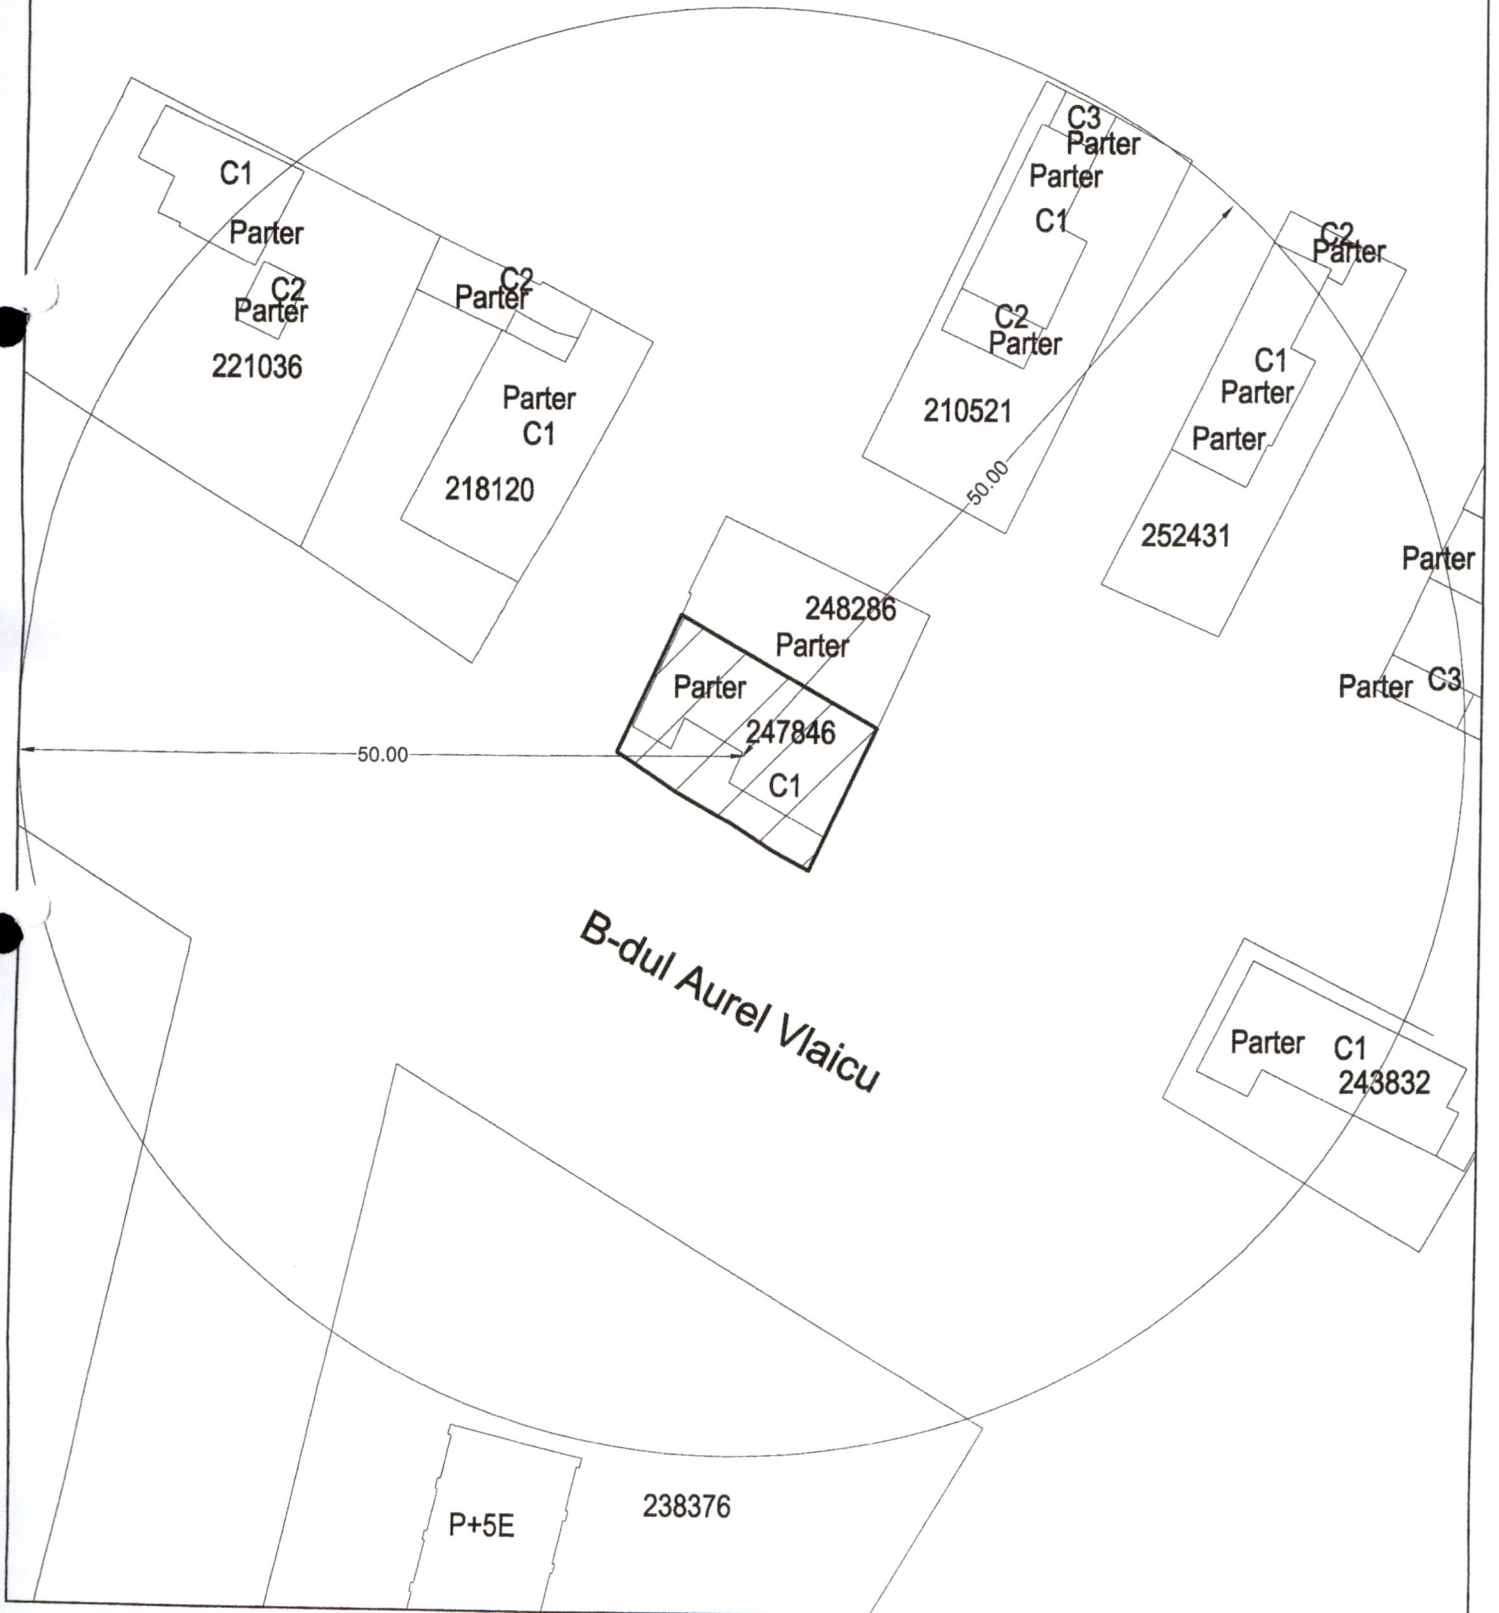 C3
Parter
Parter
C1
C1
Parter
C2
Parter
C2
Parter
C2
Parter
C2
Parter
221036
C1
Parter
Parter
C1
210521
Parter
218120
50.00
252431
Parter
248286
Parter
Parter
C3
Parter
247846
50.00
C1
B-dul Aurel Vlaicu
Parter C1
243832
238376
P+5E